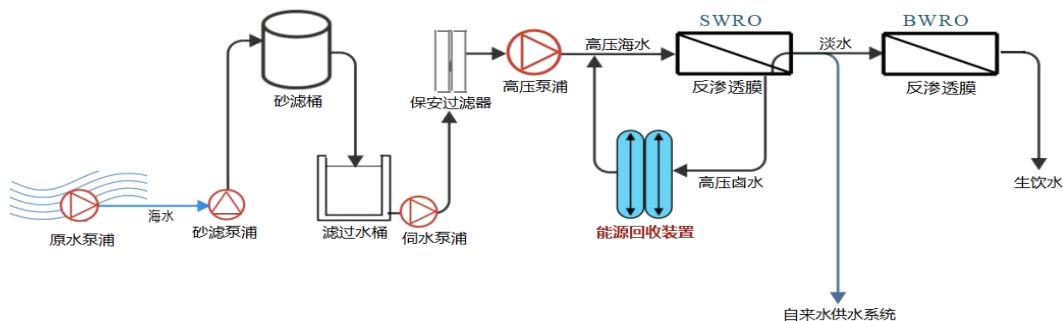 SWRO
BWRO
高压海水
淡水
砂滤桶
保安过滤器
高压泵浦
反渗透膜
反渗透膜
高压卤水
生饮水
海水
原水泵浦
砂滤泵浦
滤过水桶
伺水泵浦
能源回收装置
自来水供水系统